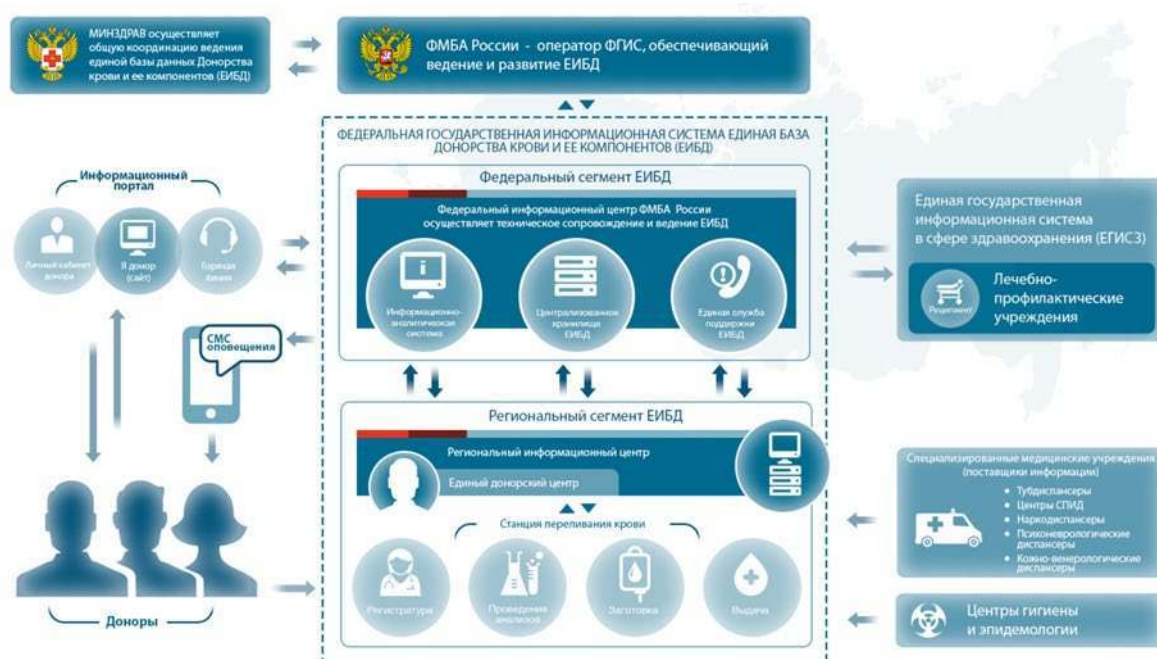 МИНЗДРАВ осуществляет
общую координацию ведения
единой базы данных Донорства
крови и ее компонентов (ЕИБД)
ФМБА России - оператор ФГИС, обеспечивающий
ведение и развитие ЕИБД
ФЕДЕРАЛЬНАЯ ГОСУДАРСТВЕННАЯ ИНФОРМАЦИОННАЯ СИСТЕМА ЕДИНАЯ БАЗА
ДОНОРСТВА КРОВИ И ЕЕ КОМПОНЕНТОВ (ЕИБД)
Информационный
портал
Личный кабинет
донора
Я донор
(сайт)
Горячая
линия
СМС
оповещения
Доноры
Федеральный сегмент ЕИБД
Федеральный информационный центр ФМБА России
осуществляет техническое сопровождение и ведение ЕИБД
Информационно-
аналитическая
система
Централизованное
хранилище
ЕИБД
Единая служба
поддержки
ЕИБД
Региональный сегмент ЕИБД
Региональный информационный центр
Единый донорский центр
Станция переливания крови
Регистратура
Проведение
анализов
Заготовка
Выдача
Единая государственная
информационная система
в сфере здравоохранения (ЕГИСЗ)
Реципиент
Лечебно-
профилактические
учреждения
Специализированные медицинские учреждения
(поставщики информации)
Тубдиспансеры
Центры СПИД
Наркодиспансеры
Психоневрологические
диспансеры
Кожно-венерологические
диспансеры
Центры гигиены
и эпидемологии